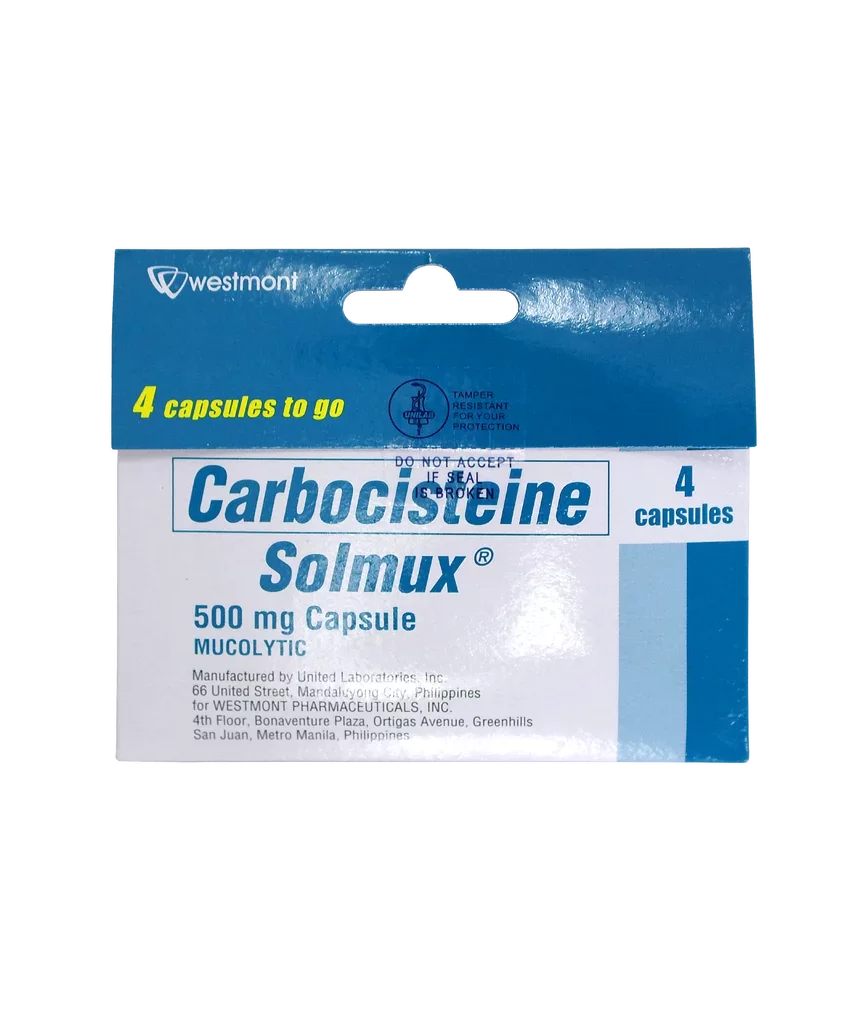 westmont
4 capsules to go
UNILAB
TAMPER
RESISTANT
FOR YOUR
PROTECTION
DO NOT ACCEPT
IF SEAL
IS BROKEN
Carbocisteine
4
capsules
Solmux®
500 mg Capsule
MUCOLYTIC
Manufactured by United Laboratories, Inc.
66 United Street, Mandaluyong City, Philippines
for WESTMONT PHARMACEUTICALS, INC.
4th Floor, Bonaventure Plaza, Ortigas Avenue, Greenhills
San Juan, Metro Manila, Philippines